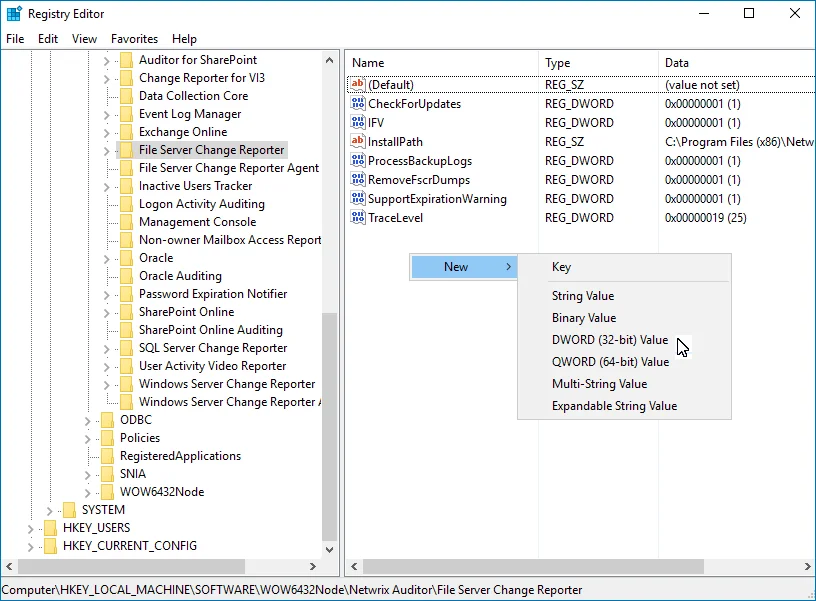 Registry Editor
File Edit View Favorites Help
Auditor for SharePoint
Change Reporter for VI3
Data Collection Core
Event Log Manager
Exchange Online
File Server Change Reporter
File Server Change Reporter Agent
Inactive Users Tracker
Logon Activity Auditing
Management Console
Non-owner Mailbox Access Report
Oracle
Oracle Auditing
Password Expiration Notifier
SharePoint Online
SharePoint Online Auditing
SQL Server Change Reporter
User Activity Video Reporter
Windows Server Change Reporter
Windows Server Change Reporter A
ODBC
Policies
RegisteredApplications
SNIA
WOW6432Node
SYSTEM
HKEY_USERS
HKEY_CURRENT_CONFIG
Name Type Data
ab (Default) REG_SZ (value not set)
CheckForUpdates REG_DWORD 0x00000001 (1)
IFV REG_DWORD 0x00000001 (1)
ab InstallPath REG_SZ C:\Program Files (x86)\Netw
ProcessBackupLogs REG_DWORD 0x00000001 (1)
RemoveFscrDumps REG_DWORD 0x00000001 (1)
SupportExpirationWarning REG_DWORD 0x00000001 (1)
TraceLevel REG_DWORD 0x00000019 (25)
New
Key
String Value
Binary Value
DWORD (32-bit) Value
QWORD (64-bit) Value
Multi-String Value
Expandable String Value
Computer\HKEY_LOCAL_MACHINE\SOFTWARE\WOW6432Node\Netwrix Auditor\File Server Change Reporter